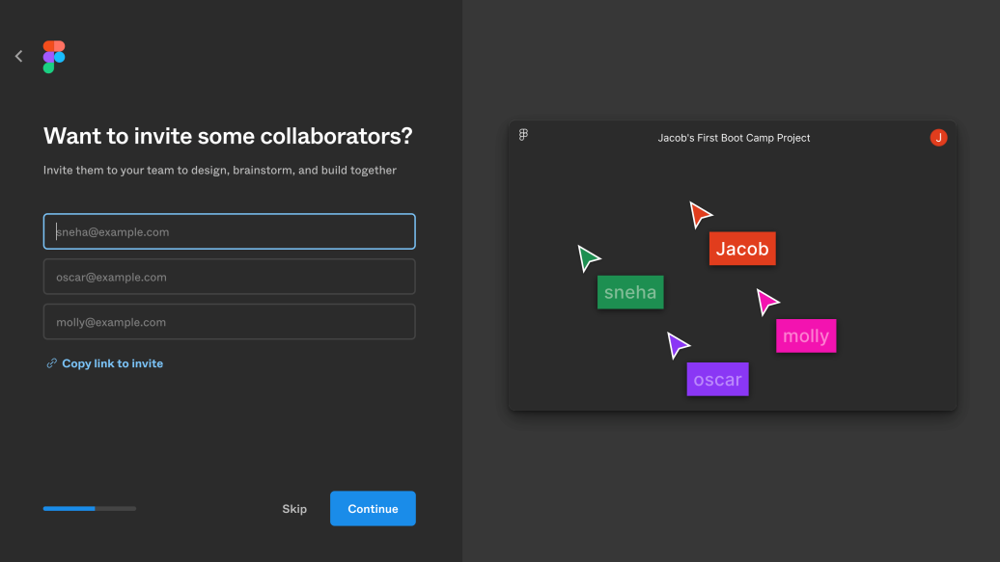 Want to invite some collaborators?
Invite them to your team to design, brainstorm, and build together
sneha@example.com
oscar@example.com
molly@example.com
Copy link to invite
Skip
Continue
Jacob's First Boot Camp Project
J
Jacob
sneha
molly
oscar